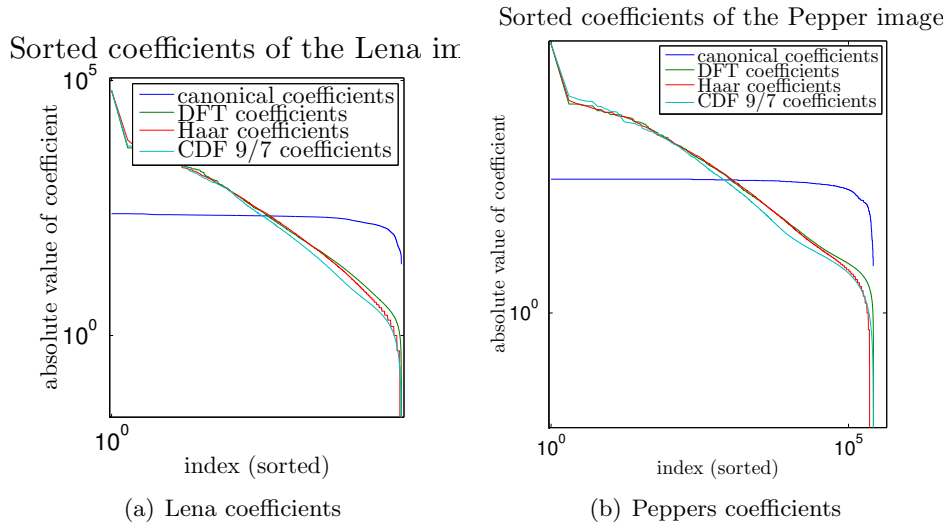 Sorted coefficients of the Lena im
10^5
canonical coefficients
DFT coefficients
Haar coefficients
CDF 9/7 coefficients
absolute value of coefficient
10^0
10^0
index (sorted)
(a) Lena coefficients
Sorted coefficients of the Pepper image
canonical coefficients
DFT coefficients
Haar coefficients
CDF 9/7 coefficients
absolute value of coefficient
10^0
10^0
10^5
index (sorted)
(b) Peppers coefficients